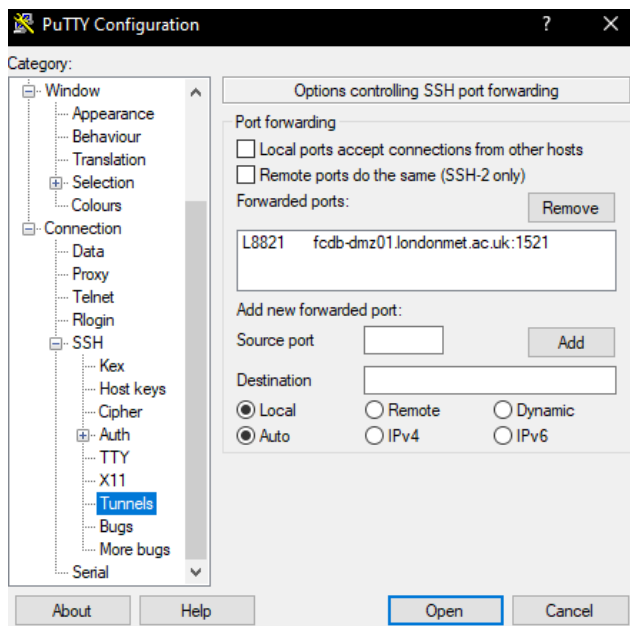 PuTTY Configuration ? ×
Category:
Window
Appearance
Behaviour
Translation
Selection
Colours
Connection
Data
Proxy
Telnet
Rlogin
SSH
Kex
Host keys
Cipher
Auth
TTY
X11
Tunnels
Bugs
More bugs
Serial
Options controlling SSH port forwarding
Port forwarding
Local ports accept connections from other hosts
Remote ports do the same (SSH-2 only)
Forwarded ports:
Remove
L8821 fcdb-dmz01.londonmet.ac.uk:1521
Add new forwarded port:
Source port
Add
Destination
Local Remote Dynamic
Auto IPv4 IPv6
About Help Open Cancel